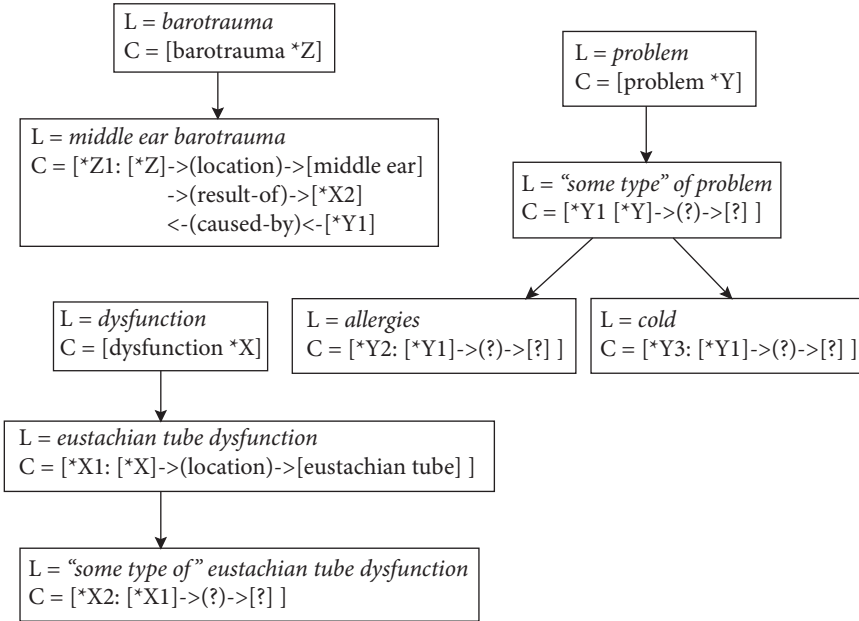 L = barotrauma
C = [barotrauma *Z]
L = middle ear barotrauma
C = [*Z1: [*Z]->(location)->[middle ear]
->(result-of)->[*X2]
<-(caused-by)<-[*Y1]
L = problem
C = [problem *Y]
L = “some type” of problem
C = [*Y1 [*Y]->(?)->[?] ]
L = allergies
C = [*Y2: [*Y1]->(?)->[?] ]
L = cold
C = [*Y3: [*Y1]->(?)->[?] ]
L = dysfunction
C = [dysfunction *X]
L = eustachian tube dysfunction
C = [*X1: [*X]->(location)->[eustachian tube] ]
L = “some type of” eustachian tube dysfunction
C = [*X2: [*X1]->(?)->[?] ]